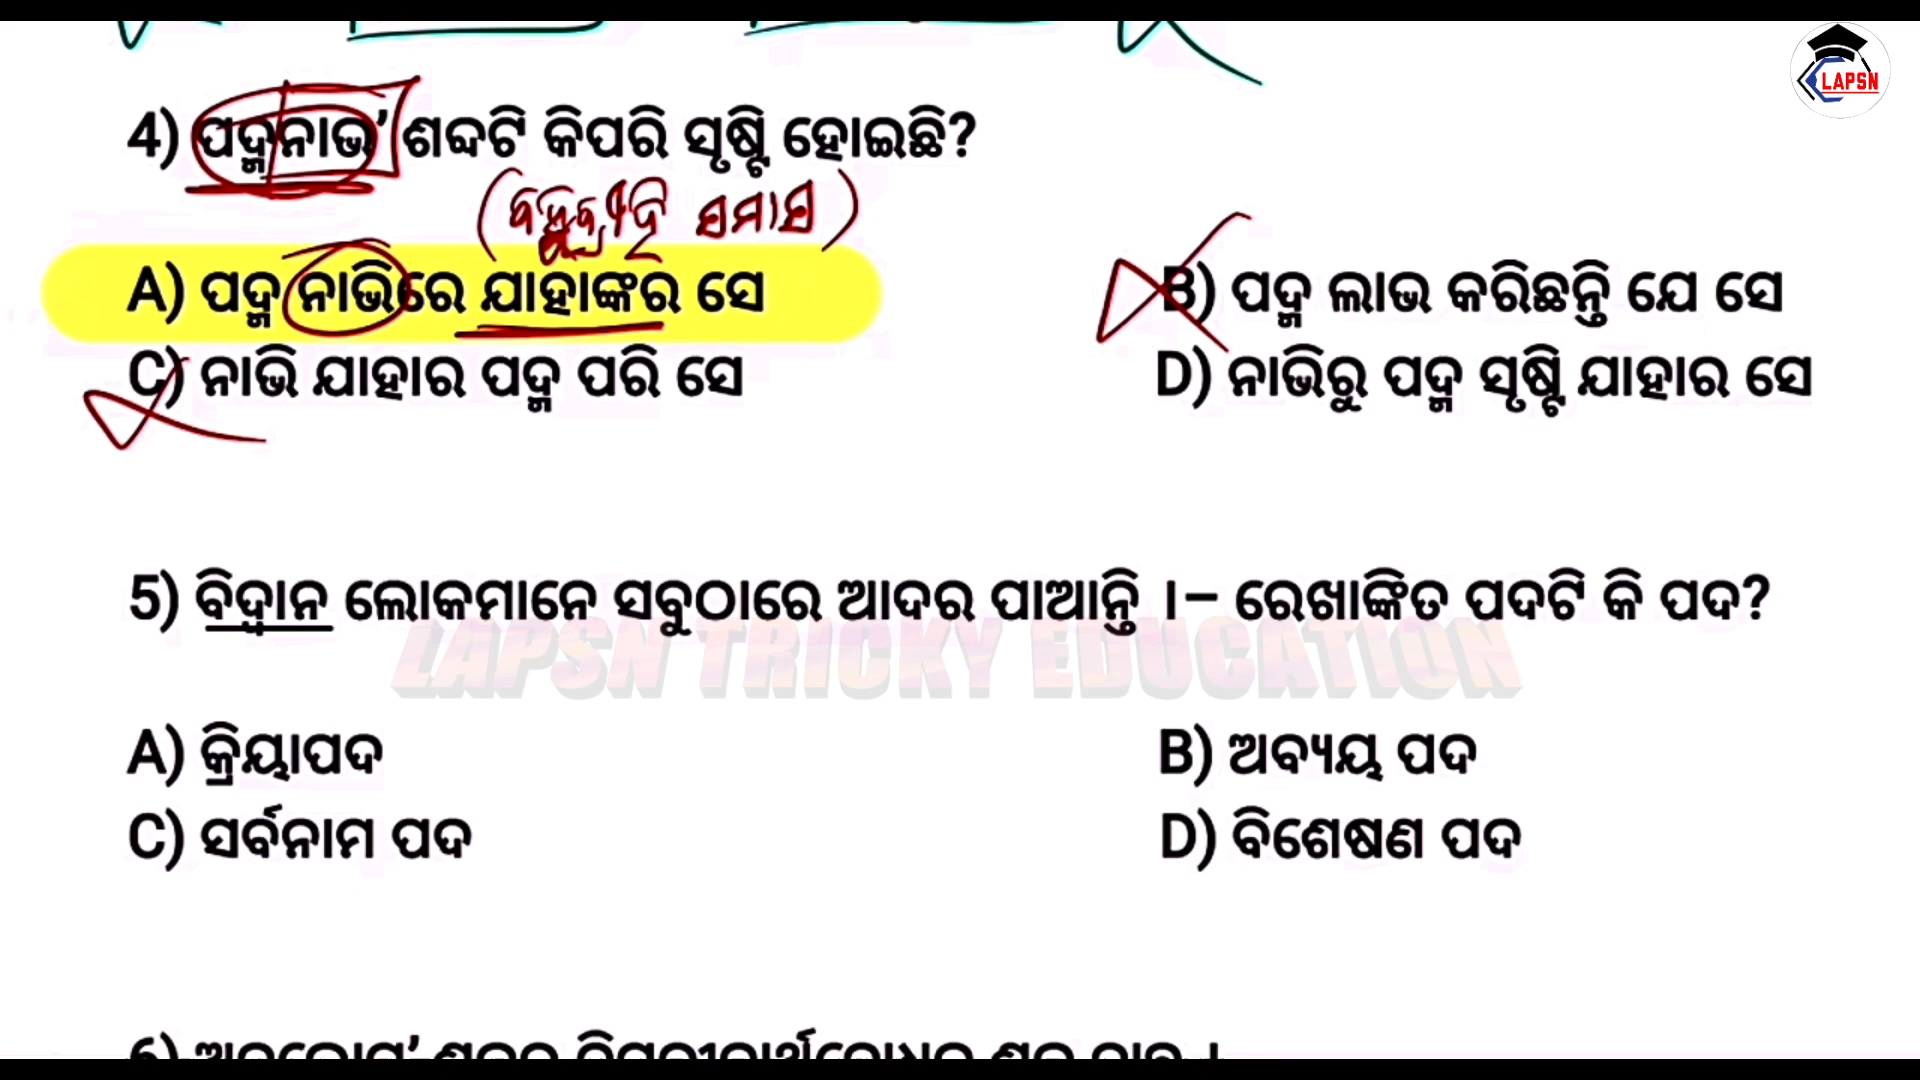 LAPSN
4) ପଦ୍ମନାଭ’ ଶବ୍ଦଟି କିପରି ସୃଷ୍ଟି ହୋଇଛି?
(ବହୁବ୍ରୀହି ସମାସ)
A) ପଦ୍ମ ନାଭିରେ ଯାହାଙ୍କର ସେ
B) ପଦ୍ମ ଲାଭ କରିଛନ୍ତି ଯେ ସେ
C) ନାଭି ଯାହାର ପଦ୍ମ ପରି ସେ
D) ନାଭିରୁ ପଦ୍ମ ସୃଷ୍ଟି ଯାହାର ସେ
5) ବିଦ୍ୱାନ ଲୋକମାନେ ସବୁଠାରେ ଆଦର ପାଆନ୍ତି ।– ରେଖାଙ୍କିତ ପଦଟି କି ପଦ?
LAPSN TRICKY EDUCATION
A) କ୍ରିୟାପଦ
B) ଅବ୍ୟୟ ପଦ
C) ସର୍ବନାମ ପଦ
D) ବିଶେଷଣ ପଦ
6)